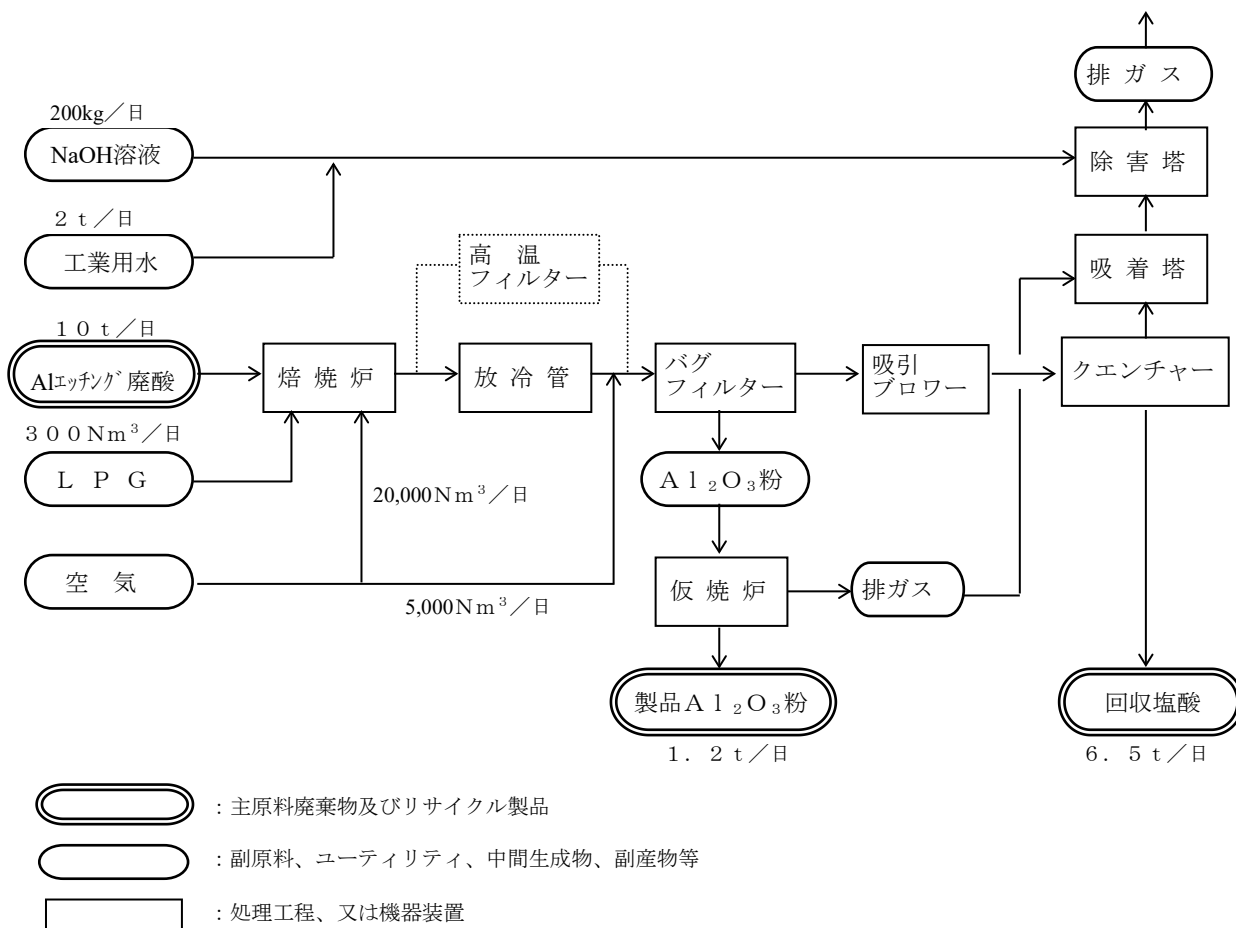 排 ガ ス
200kg／日
NaOH溶液
除 害 塔
2 t／日
工業用水
高 温
フィルター
吸 着 塔
１０ t／日
Alｴｯﾁﾝｸﾞ 廃酸
焙 焼 炉
放 冷 管
バグ
フィルター
吸引
ブロワー
クエンチャー
３００Nm³／日
Ｌ Ｐ Ｇ
20,000Ｎｍ³／日
Ａｌ₂Ｏ₃粉
空 気
5,000Ｎｍ³／日
仮 焼 炉
排ガス
製品Ａｌ₂Ｏ₃粉
回収塩酸
１．２ t／日
６．５ t／日
：主原料廃棄物及びリサイクル製品
：副原料、ユーティリティ、中間生成物、副産物等
：処理工程、又は機器装置